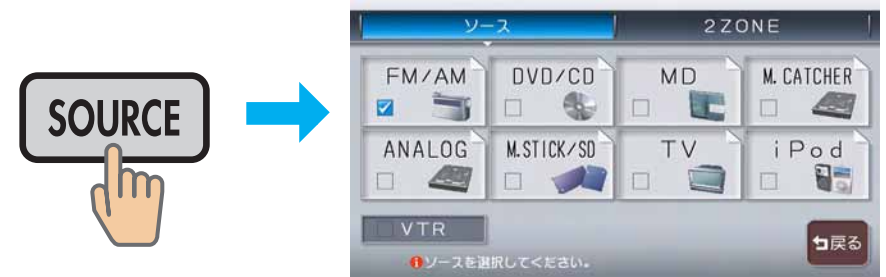 SOURCE
ソース
2ZONE
FM/AM
DVD/CD
MD
M.CATCHER
ANALOG
M.STICK/SD
TV
iPod
VTR
ソースを選択してください。
戻る